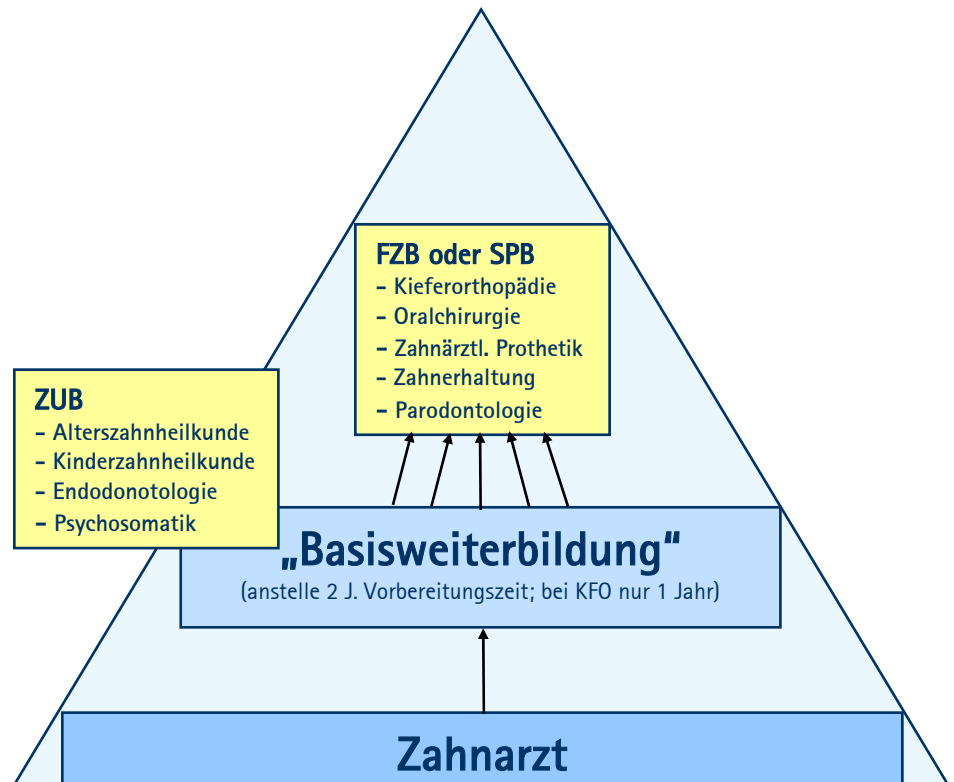 FZB oder SPB
- Kieferorthopädie
- Oralchirurgie
- Zahnärztl. Prothetik
- Zahnerhaltung
- Parodontologie
ZUB
- Alterszahnheilkunde
- Kinderzahnheilkunde
- Endodonotologie
- Psychosomatik
„Basisweiterbildung“
(anstelle 2 J. Vorbereitungszeit; bei KFO nur 1 Jahr)
Zahnarzt